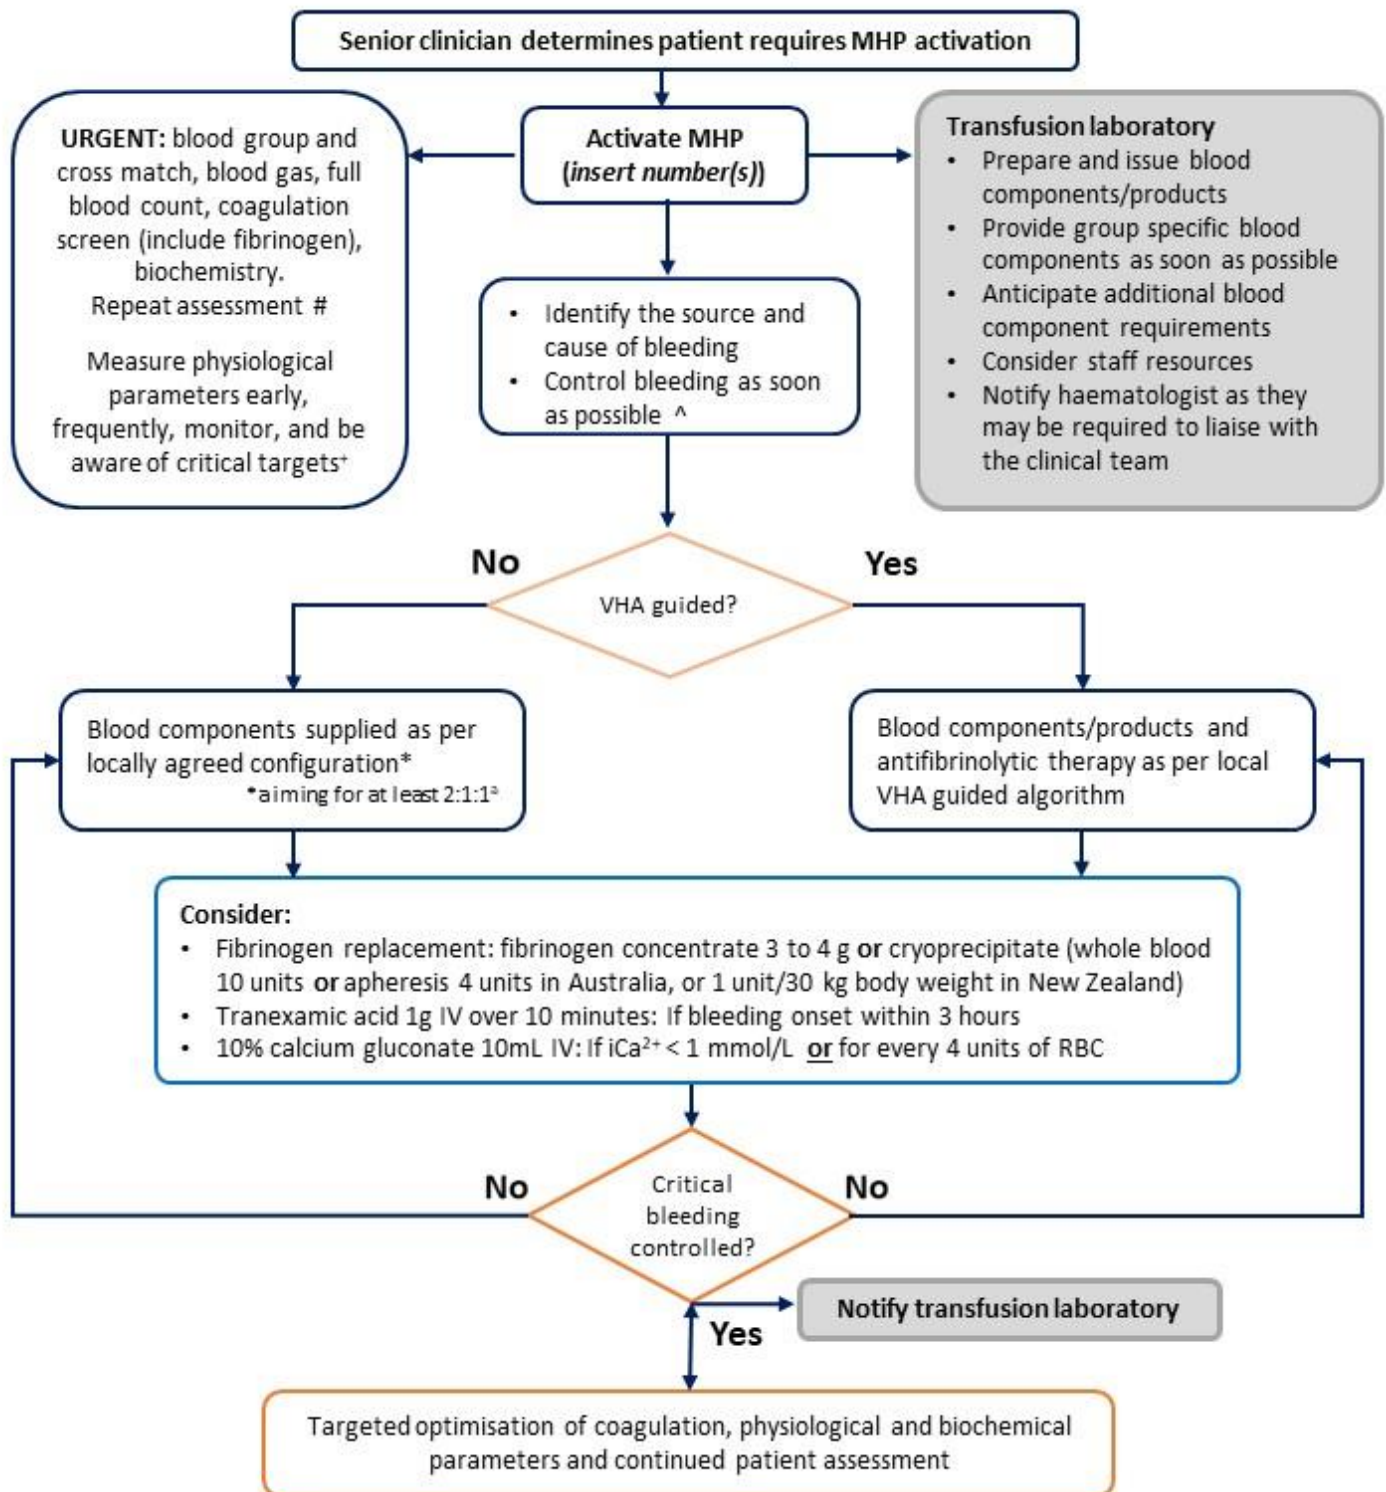 Senior clinician determines patient requires MHP activation
URGENT: blood group and
cross match, blood gas, full
blood count, coagulation
screen (include fibrinogen),
biochemistry.
Repeat assessment #
Measure physiological
parameters early,
frequently, monitor, and be
aware of critical targets⁺
Activate MHP
(insert number(s))
Transfusion laboratory
• Prepare and issue blood
components/products
• Provide group specific blood
components as soon as possible
• Anticipate additional blood
component requirements
• Consider staff resources
• Notify haematologist as they
may be required to liaise with
the clinical team
• Identify the source and
cause of bleeding
• Control bleeding as soon
as possible ^
No
Yes
VHA guided?
Blood components supplied as per
locally agreed configuration*
*aiming for at least 2:1:1ᵃ
Blood components/products and
antifibrinolytic therapy as per local
VHA guided algorithm
Consider:
• Fibrinogen replacement: fibrinogen concentrate 3 to 4 g or cryoprecipitate (whole blood
10 units or apheresis 4 units in Australia, or 1 unit/30 kg body weight in New Zealand)
• Tranexamic acid 1g IV over 10 minutes: If bleeding onset within 3 hours
• 10% calcium gluconate 10mL IV: If iCa²⁺ < 1 mmol/L or for every 4 units of RBC
No
Critical
bleeding
controlled?
No
Yes
Notify transfusion laboratory
Targeted optimisation of coagulation, physiological and biochemical
parameters and continued patient assessment